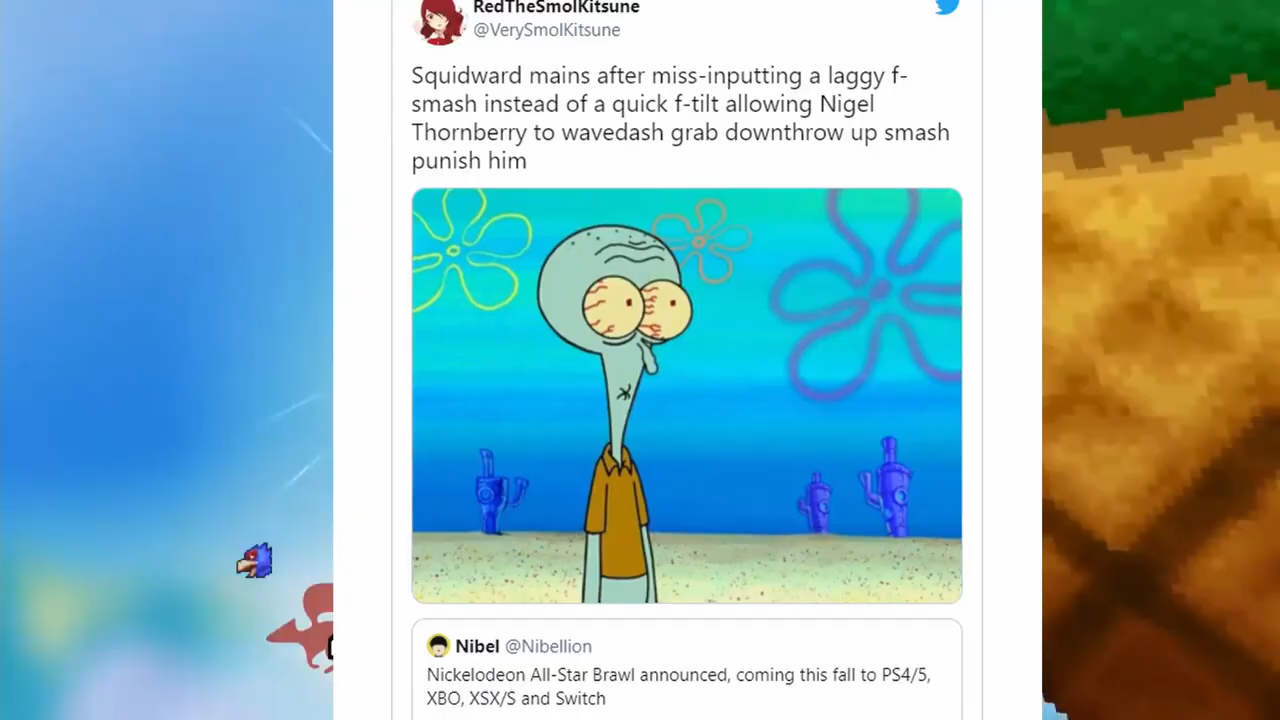 RedTheSmolKitsune
@VerySmolKitsune
Squidward mains after miss-inputting a laggy f-
smash instead of a quick f-tilt allowing Nigel
Thornberry to wavedash grab downthrow up smash
punish him
Nibel @Nibellion
Nickelodeon All-Star Brawl announced, coming this fall to PS4/5,
XBO, XSX/S and Switch